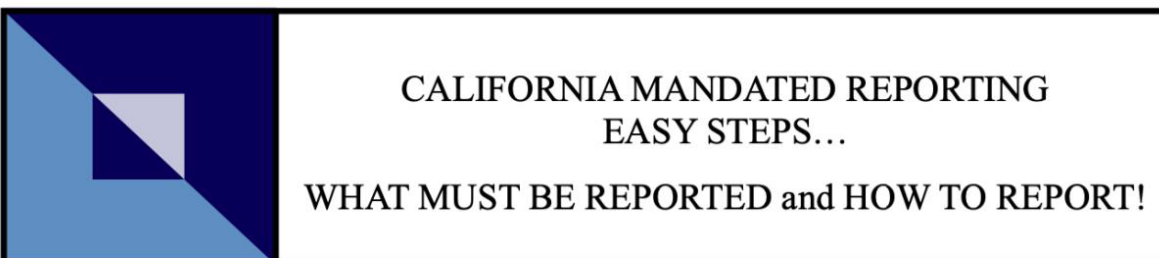 CALIFORNIA MANDATED REPORTING
EASY STEPS…
WHAT MUST BE REPORTED and HOW TO REPORT!